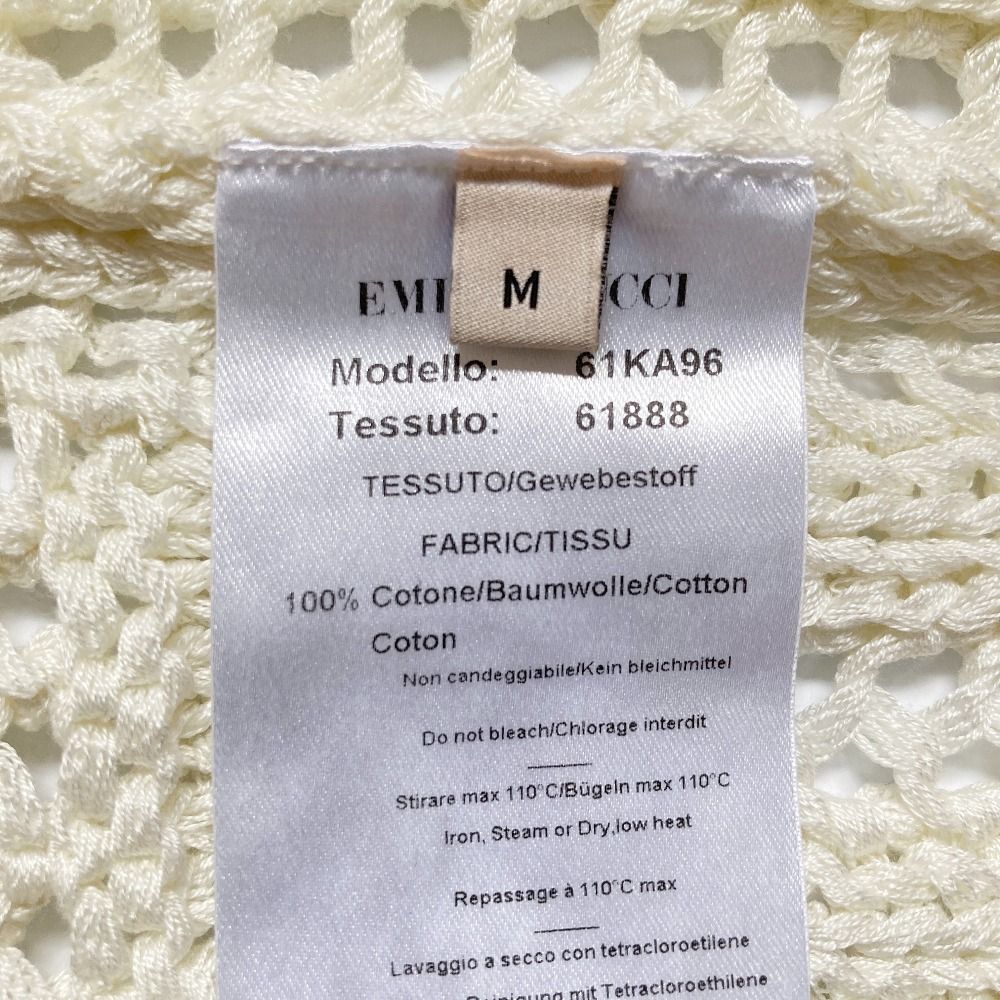 M
Modello: 61KA96
Tessuto: 61888
TESSUTO/Gewebestoff
FABRIC/TISSU
100% Cotone/Baumwolle/Cotton
Coton
Non candeggiabile/Kein bleichmittel
Do not bleach/Chlorage interdit
Stirare max 110°C/Bügeln max 110°C
Iron, Steam or Dry,low heat
Repassage à 110°C max
Lavaggio a secco con tetracloroetilene
mit Tetracloroethilene